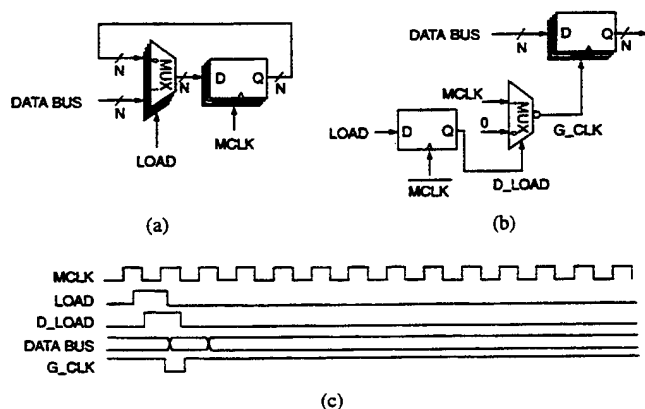 N
MUX
N
D Q
N
DATA BUS
N
LOAD
MCLK
(a)
DATA BUS
N
D Q
N
MCLK
MUX
0
G_CLK
LOAD
D Q
MCLK
D_LOAD
(b)
MCLK
LOAD
D_LOAD
DATA BUS
G_CLK
(c)